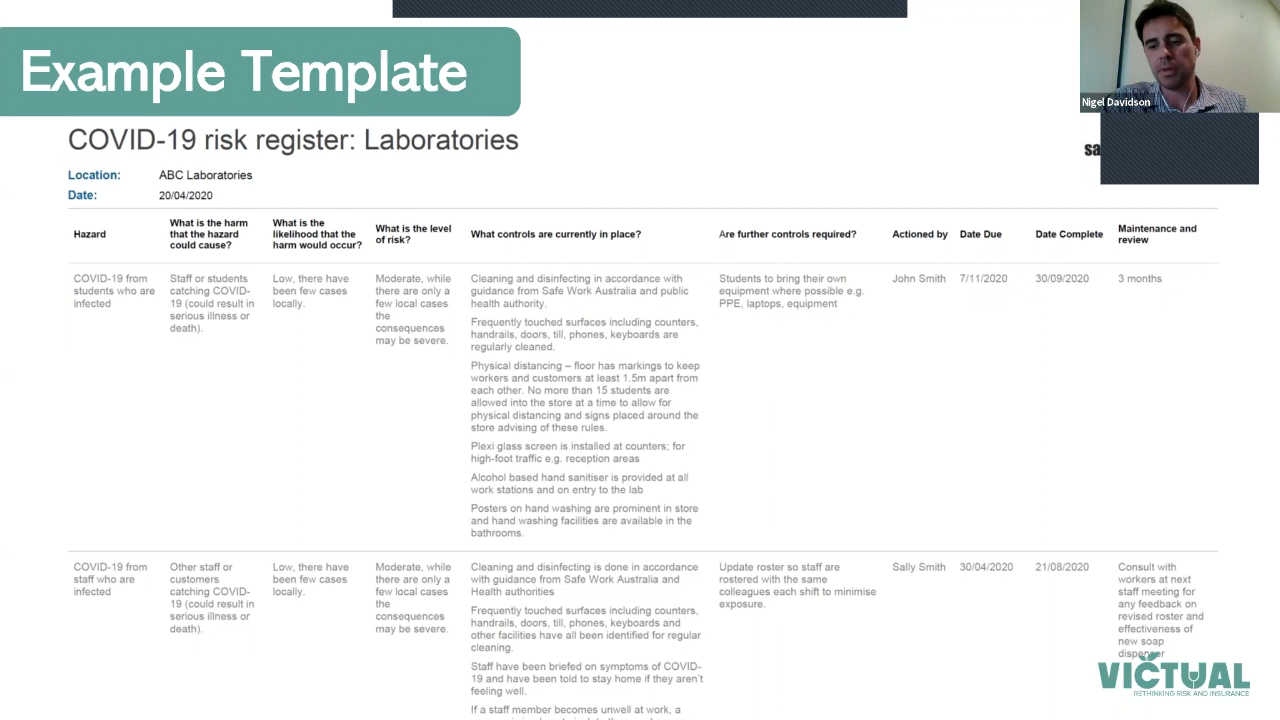 Example Template
Nigel Davidson
COVID-19 risk register: Laboratories
sa
Location: ABC Laboratories
Date: 20/04/2020
Hazard
What is the harm
that the hazard
could cause?
What is the
likelihood that the
harm would occur?
What is the level
of risk?
What controls are currently in place?
Are further controls required?
Actioned by
Date Due
Date Complete
Maintenance and
review
COVID-19 from
students who are
infected
Staff or students
catching COVID-
19 (could result in
serious illness or
death).
Low, there have
been few cases
locally.
Moderate, while
there are only a
few local cases
the
consequences
may be severe.
Cleaning and disinfecting in accordance with
guidance from Safe Work Australia and public
health authority.
Frequently touched surfaces including counters,
handrails, doors, till, phones, keyboards are
regularly cleaned.
Physical distancing – floor has markings to keep
workers and customers at least 1.5m apart from
each other. No more than 15 students are
allowed into the store at a time to allow for
physical distancing and signs placed around the
store advising of these rules.
Plexi glass screen is installed at counters; for
high-foot traffic e.g. reception areas
Alcohol based hand sanitiser is provided at all
work stations and on entry to the lab
Posters on hand washing are prominent in store
and hand washing facilities are available in the
bathrooms.
Students to bring their own
equipment where possible e.g.
PPE, laptops, equipment
John Smith
7/11/2020
30/09/2020
3 months
COVID-19 from
staff who are
infected
Other staff or
customers
catching COVID-
19 (could result in
serious illness or
death).
Low, there have
been few cases
locally.
Moderate, while
there are only a
few local cases
the
consequences
may be severe.
Cleaning and disinfecting is done in accordance
with guidance from Safe Work Australia and
Health authorities
Frequently touched surfaces including counters,
handrails, doors, till, phones, keyboards and
other facilities have all been identified for regular
cleaning.
Staff have been briefed on symptoms of COVID-
19 and have been told to stay home if they aren't
feeling well.
If a staff member becomes unwell at work, a
Update roster so staff are
rostered with the same
colleagues each shift to minimise
exposure.
Sally Smith
30/04/2020
21/08/2020
Consult with
workers at next
staff meeting for
any feedback on
revised roster and
effectiveness of
new soap
dispenser
VICTUAL
RETHINKING RISK AND INSURANCE